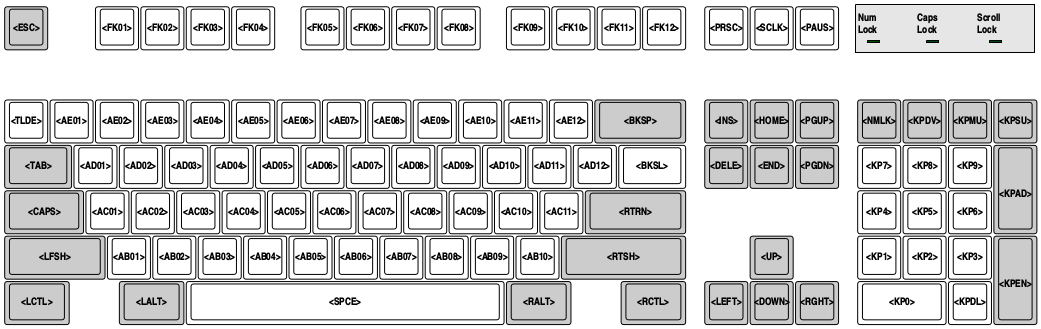 <ESC> <FK01> <FK02> <FK03> <FK04> <FK05> <FK06> <FK07> <FK08> <FK09> <FK10> <FK11> <FK12> <PRSC> <SCLK> <PAUS>
Num Lock Caps Lock Scroll Lock
<TLDE> <AE01> <AE02> <AE03> <AE04> <AE05> <AE06> <AE07> <AE08> <AE09> <AE10> <AE11> <AE12> <BKSP> <INS> <HOME> <PGUP> <NMLK> <KPDV> <KPMU> <KPSU>
<TAB> <AD01> <AD02> <AD03> <AD04> <AD05> <AD06> <AD07> <AD08> <AD09> <AD10> <AD11> <AD12> <BKSL> <DELE> <END> <PGDN> <KP7> <KP8> <KP9> <KPAD>
<CAPS> <AC01> <AC02> <AC03> <AC04> <AC05> <AC06> <AC07> <AC08> <AC09> <AC10> <AC11> <RTRN> <KP4> <KP5> <KP6>
<LFSH> <AB01> <AB02> <AB03> <AB04> <AB05> <AB06> <AB07> <AB08> <AB09> <AB10> <RTSH> <UP> <KP1> <KP2> <KP3> <KPEN>
<LCTL> <LALT> <SPCE> <RALT> <RCTL> <LEFT> <DOWN> <RGHT> <KP0> <KPDL>